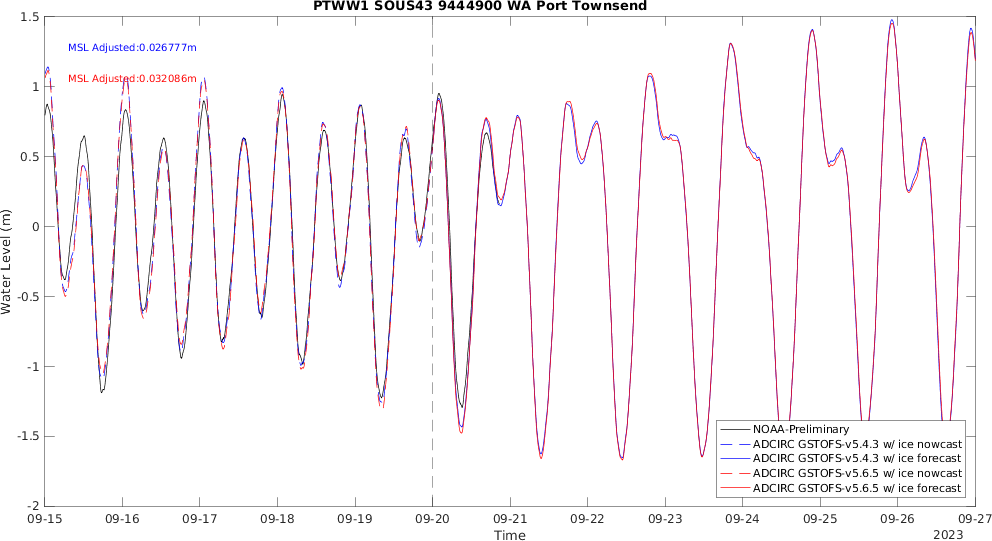 PTWW1 SOUS43 9444900 WA Port Townsend
MSL Adjusted:0.026777m
MSL Adjusted:0.032086m
Water Level (m)
1.5
1
0.5
0
-0.5
-1
-1.5
-2
NOAA-Preliminary
ADCIRC GSTOFS-v5.4.3 w/ ice nowcast
ADCIRC GSTOFS-v5.4.3 w/ ice forecast
ADCIRC GSTOFS-v5.6.5 w/ ice nowcast
ADCIRC GSTOFS-v5.6.5 w/ ice forecast
09-15 09-16 09-17 09-18 09-19 09-20 09-21 09-22 09-23 09-24 09-25 09-26 09-27
Time
2023